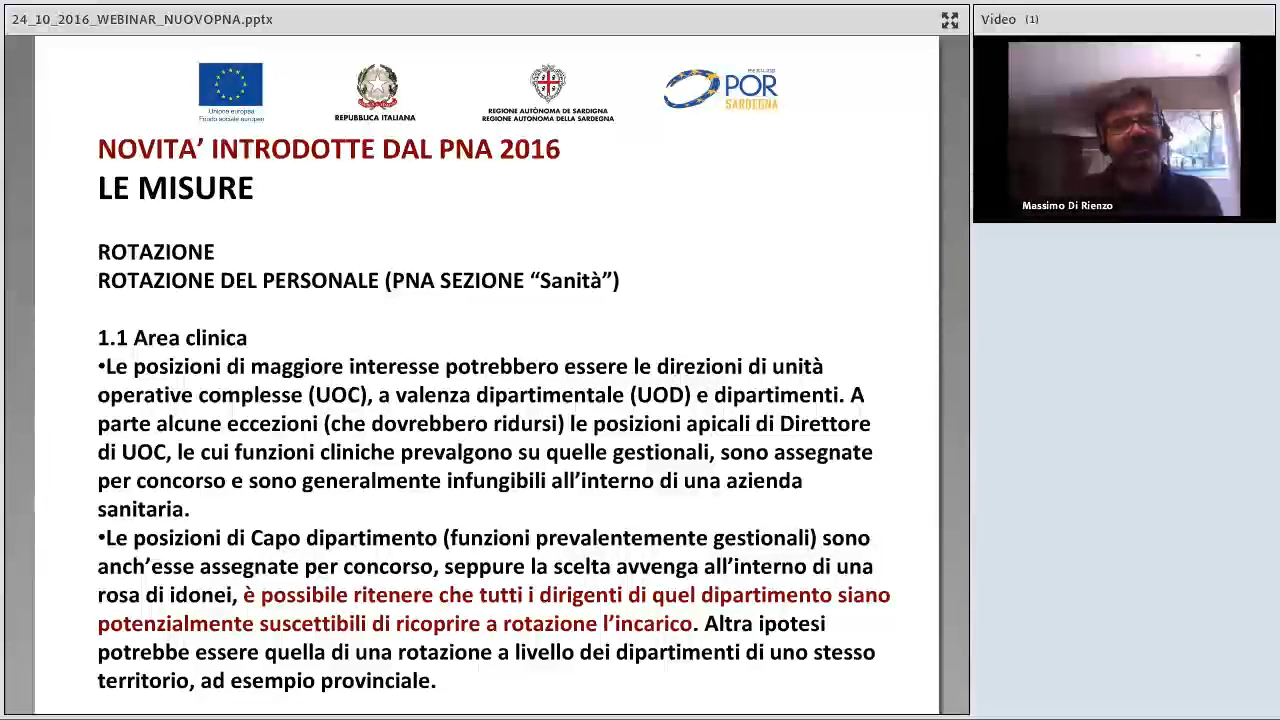 24_10_2016_WEBINAR_NUOVOPNA.pptx
Video (1)
Unione europea
Fondo sociale europeo
REPUBBLICA ITALIANA
REGIONE AUTÒNOMA DE SARDIGNA
REGIONE AUTONOMA DELLA SARDEGNA
POR
SARDEGNA
Massimo Di Rienzo
NOVITA’ INTRODOTTE DAL PNA 2016
LE MISURE
ROTAZIONE
ROTAZIONE DEL PERSONALE (PNA SEZIONE “Sanità”)
1.1 Area clinica
•Le posizioni di maggiore interesse potrebbero essere le direzioni di unità
operative complesse (UOC), a valenza dipartimentale (UOD) e dipartimenti. A
parte alcune eccezioni (che dovrebbero ridursi) le posizioni apicali di Direttore
di UOC, le cui funzioni cliniche prevalgono su quelle gestionali, sono assegnate
per concorso e sono generalmente infungibili all’interno di una azienda
sanitaria.
•Le posizioni di Capo dipartimento (funzioni prevalentemente gestionali) sono
anch’esse assegnate per concorso, seppure la scelta avvenga all’interno di una
rosa di idonei, è possibile ritenere che tutti i dirigenti di quel dipartimento siano
potenzialmente suscettibili di ricoprire a rotazione l’incarico. Altra ipotesi
potrebbe essere quella di una rotazione a livello dei dipartimenti di uno stesso
territorio, ad esempio provinciale.